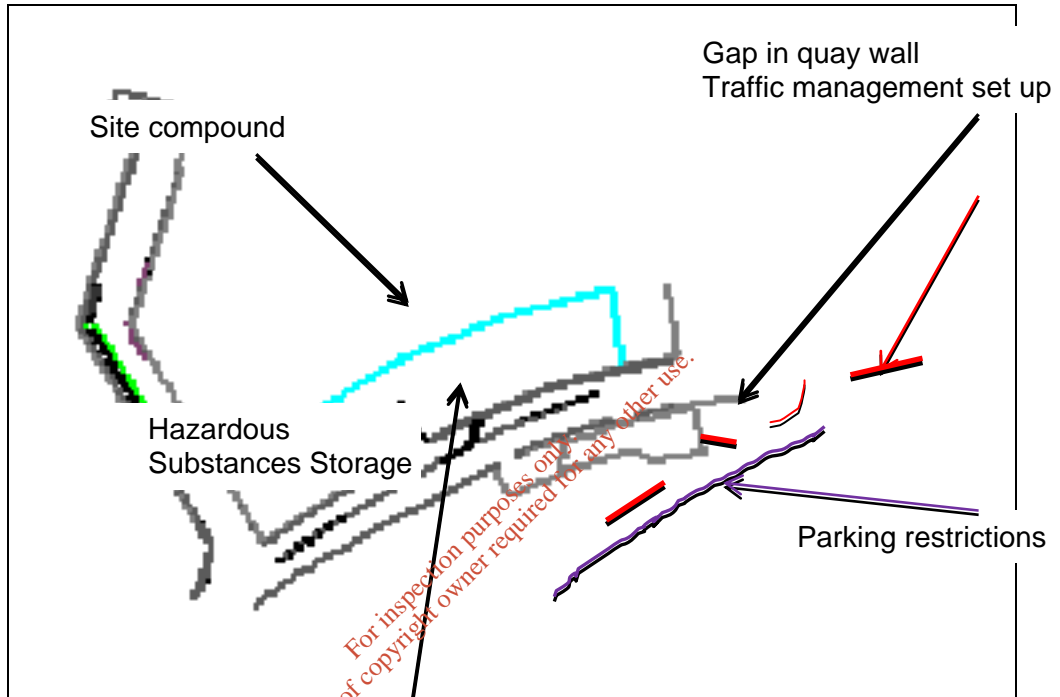 Gap in quay wall
Traffic management set up
Site compound
Hazardous
Substances Storage
Parking restrictions
For inspection purposes only
of copyright owner required for any other use.